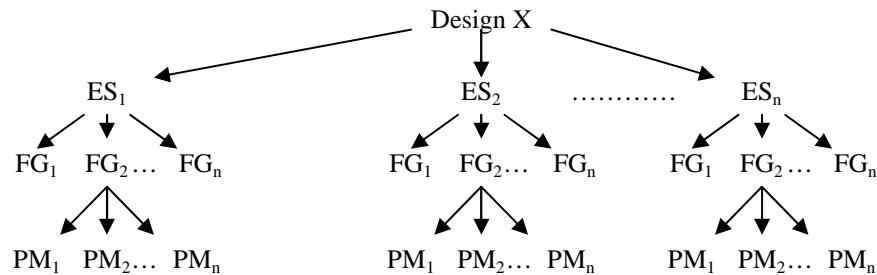 Design X
ES₁ ES₂ ............ ESₙ
FG₁ FG₂... FGₙ FG₁ FG₂... FGₙ FG₁ FG₂... FGₙ
PM₁ PM₂... PMₙ PM₁ PM₂... PMₙ PM₁ PM₂... PMₙ